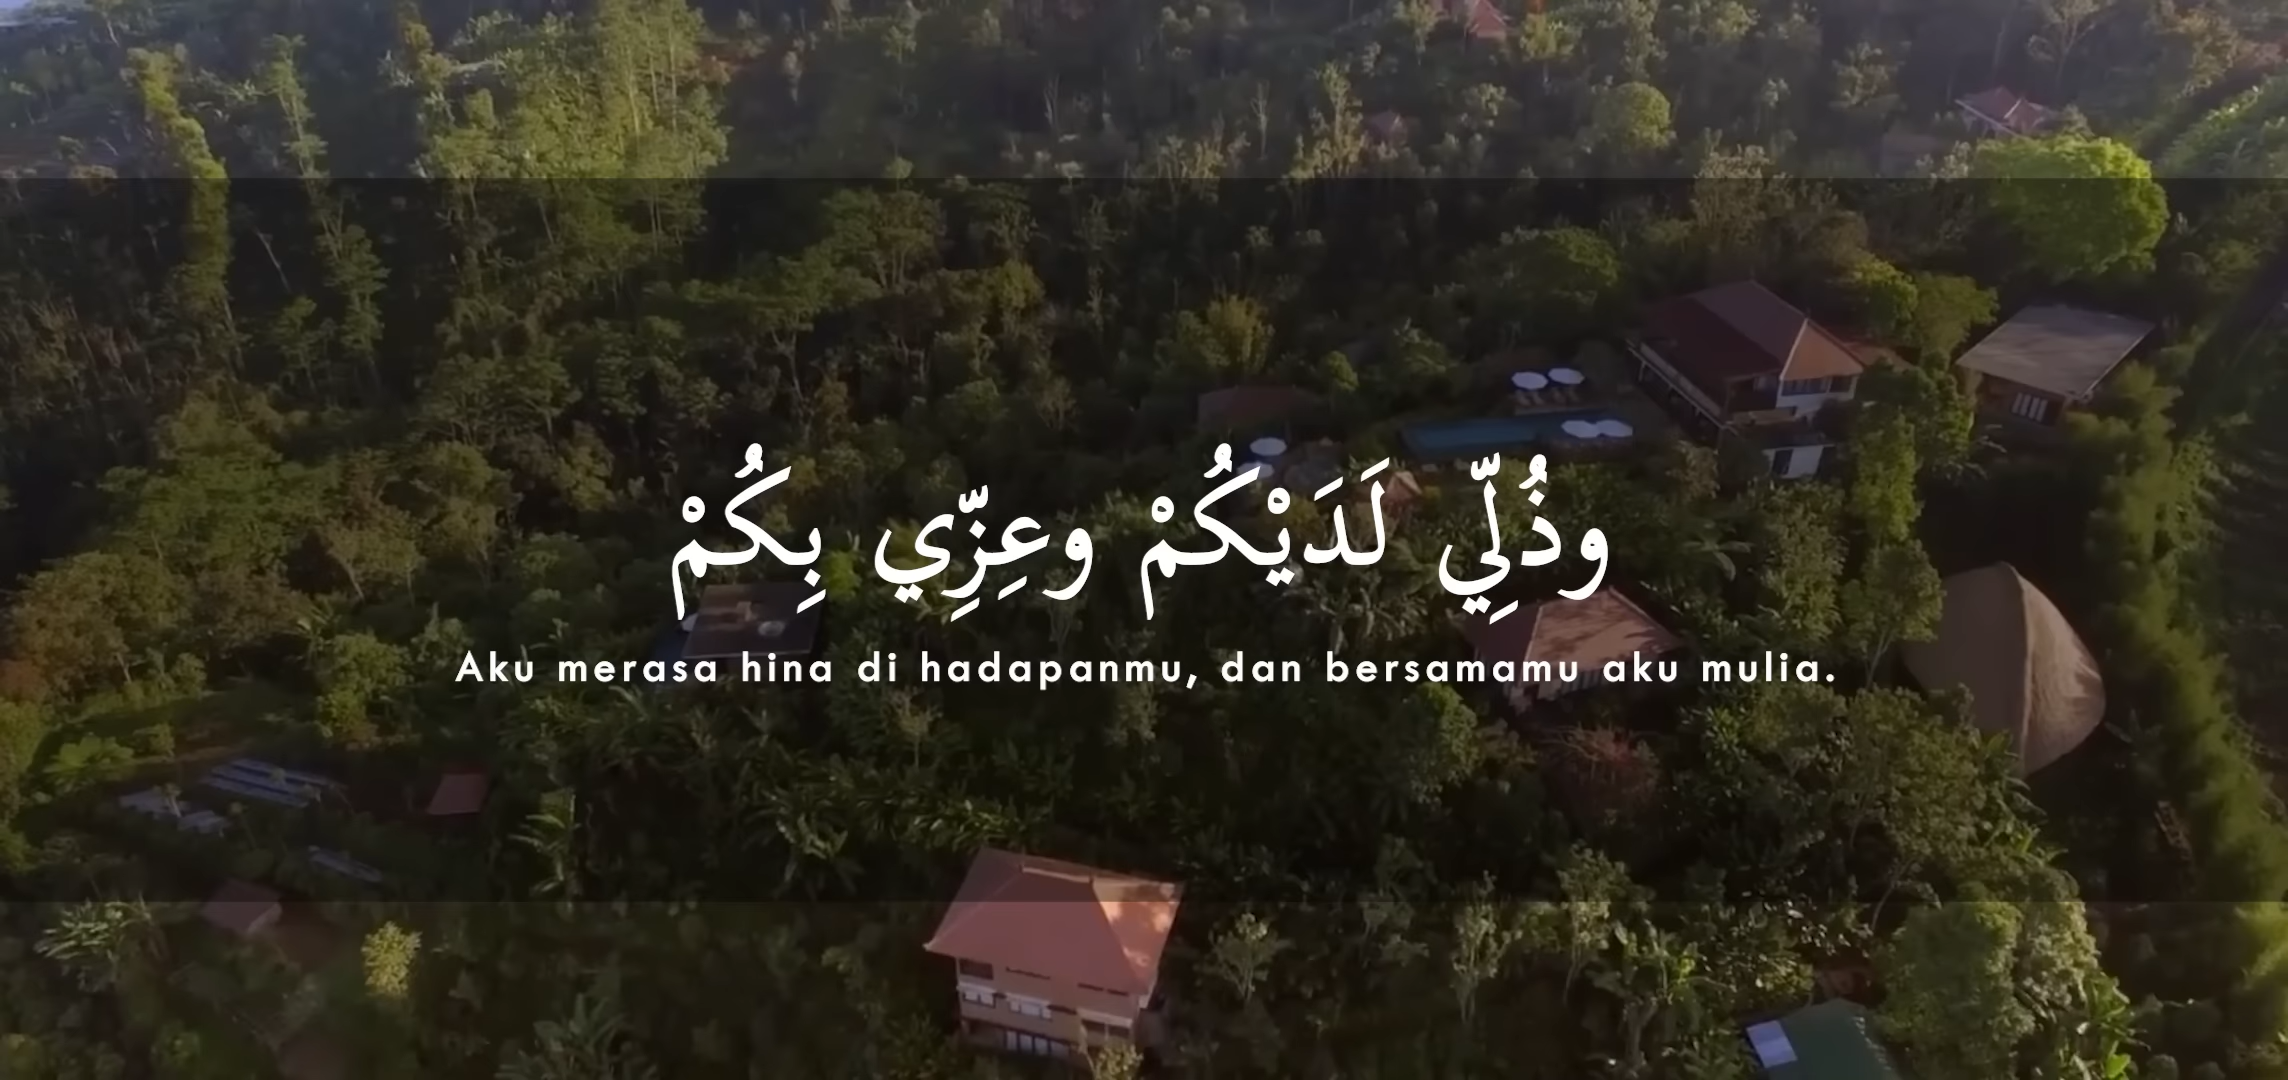 وذُلِّي لَدَيْكُمْ وعِزِّي بِكُمْ
Aku merasa hina di hadapanmu, dan bersamamu aku mulia.